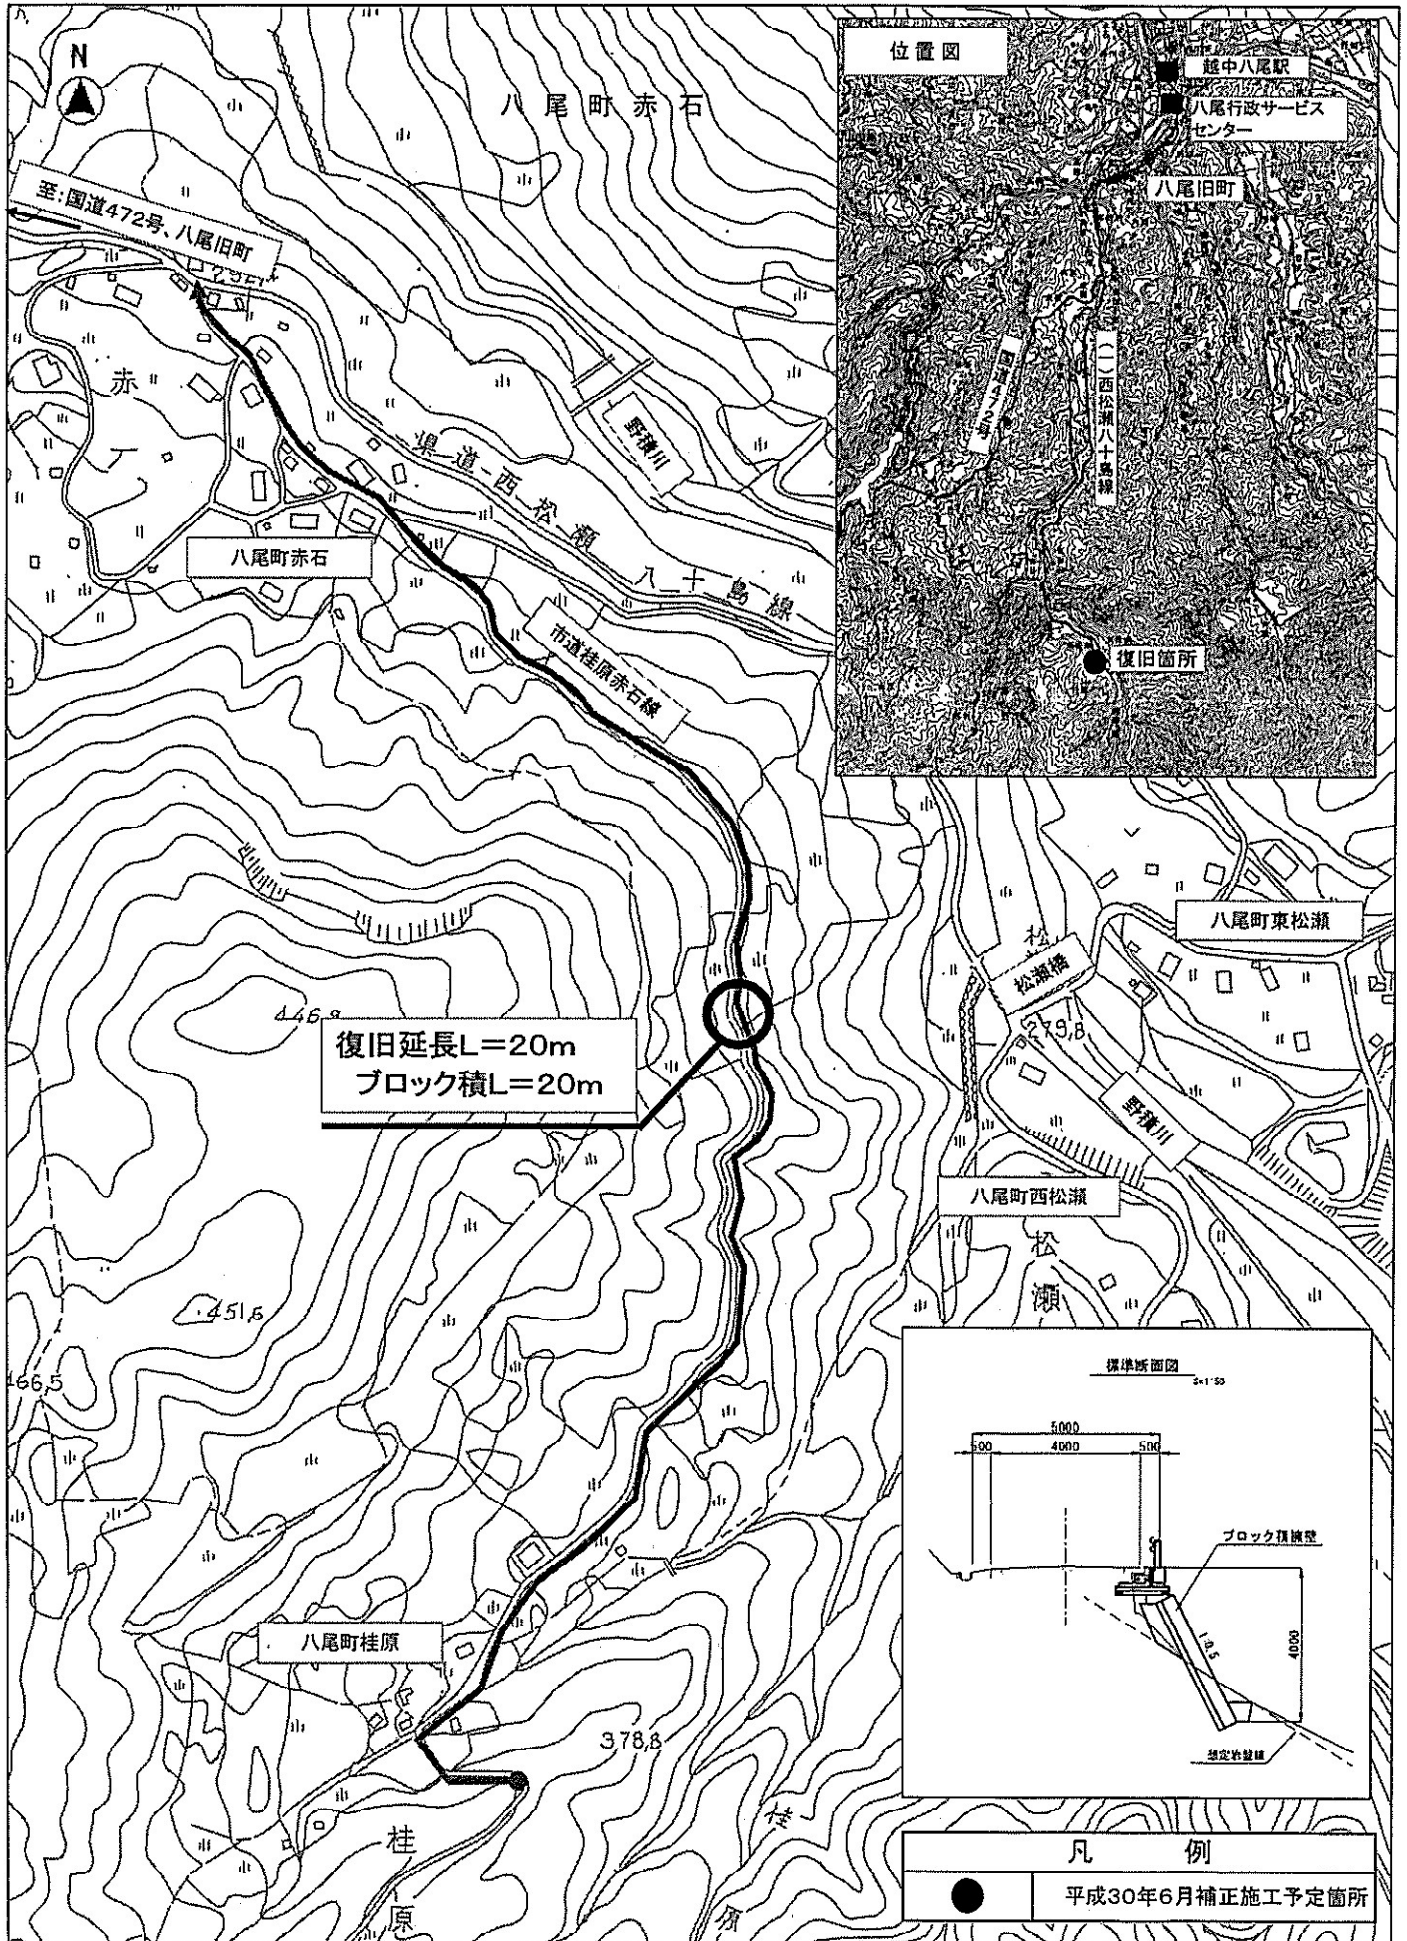 N
八尾町赤石
至:国道472号、八尾旧町
赤
県道西松瀬八十島線
野積川
八尾町赤石
市道桂原赤石線
位置図
越中八尾駅
八尾行政サービス
センター
八尾旧町
国道472号
(一)西松瀬八十島線
復旧箇所
八尾町東松瀬
松瀬橋
279,8
野積川
八尾町西松瀬
松瀬
446,8
復旧延長L=20m
ブロック積L=20m
451,6
466,5
標準断面図
S=1:50
5000
500
4000
500
ブロック積擁壁
1:0.5
4000
想定岩盤線
八尾町桂原
378,8
桂原
桂
原
凡 例
平成30年6月補正施工予定箇所